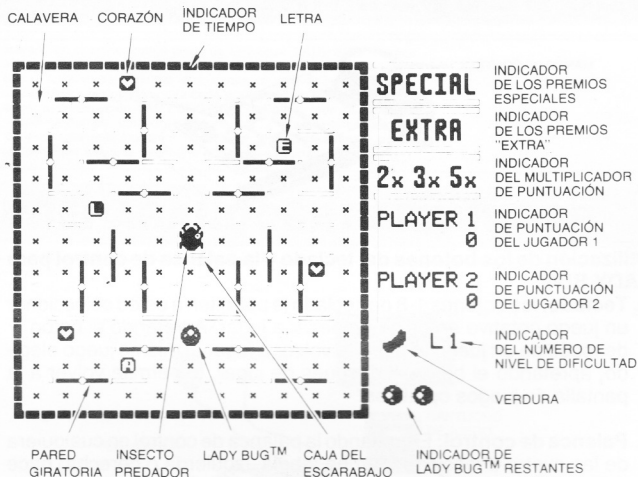 CALAVERA
CORAZÓN
INDICADOR
DE TIEMPO
LETRA
SPECIAL
INDICADOR
DE LOS PREMIOS
ESPECIALES
EXTRA
INDICADOR
DE LOS PREMIOS
"EXTRA"
2x 3x 5x
INDICADOR
DEL MULTIPLICADOR
DE PUNTUACIÓN
PLAYER 1
0
INDICADOR
DE PUNTUACIÓN
DEL JUGADOR 1
PLAYER 2
0
INDICADOR
DE PUNCTUACIÓN
DEL JUGADOR 2
E
L
A
L1
INDICADOR
DEL NÚMERO DE
NIVEL DE DIFICULTAD
VERDURA
PARED
GIRATORIA
INSECTO
PREDADOR
LADY BUG™
CAJA DEL
ESCARABAJO
INDICADOR DE
LADY BUG™ RESTANTES